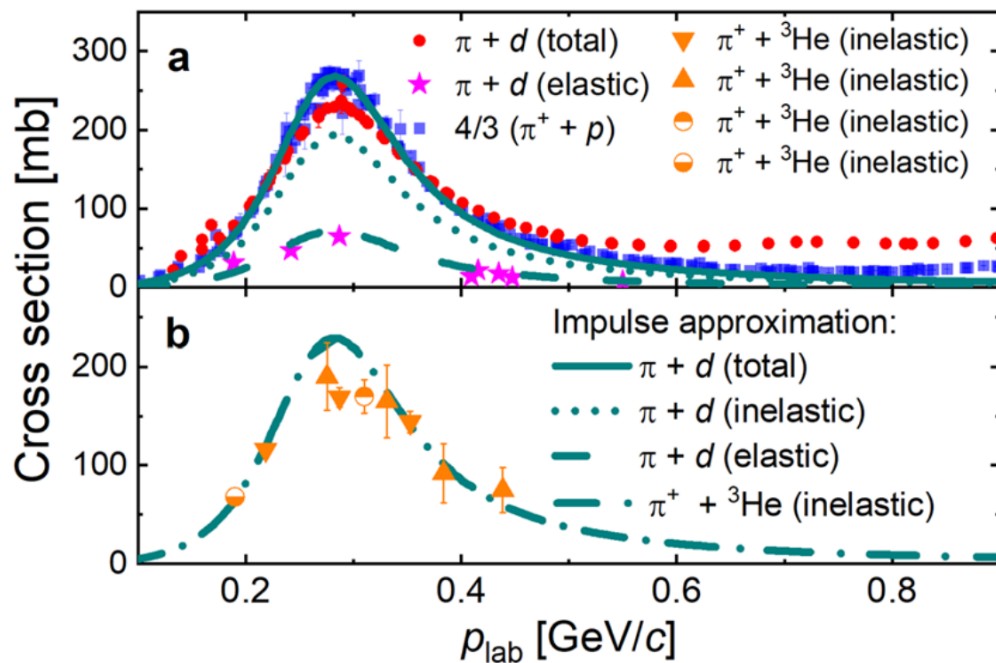 a
π + d (total)
π + d (elastic)
4/3 (π⁺ + p)
π⁺ + ³He (inelastic)
π⁺ + ³He (inelastic)
π⁺ + ³He (inelastic)
π⁺ + ³He (inelastic)
300
200
100
0
Cross section [mb]
b
Impulse approximation:
π + d (total)
π + d (inelastic)
π + d (elastic)
π⁺ + ³He (inelastic)
200
100
0
0.2 0.4 0.6 0.8
p_lab [GeV/c]